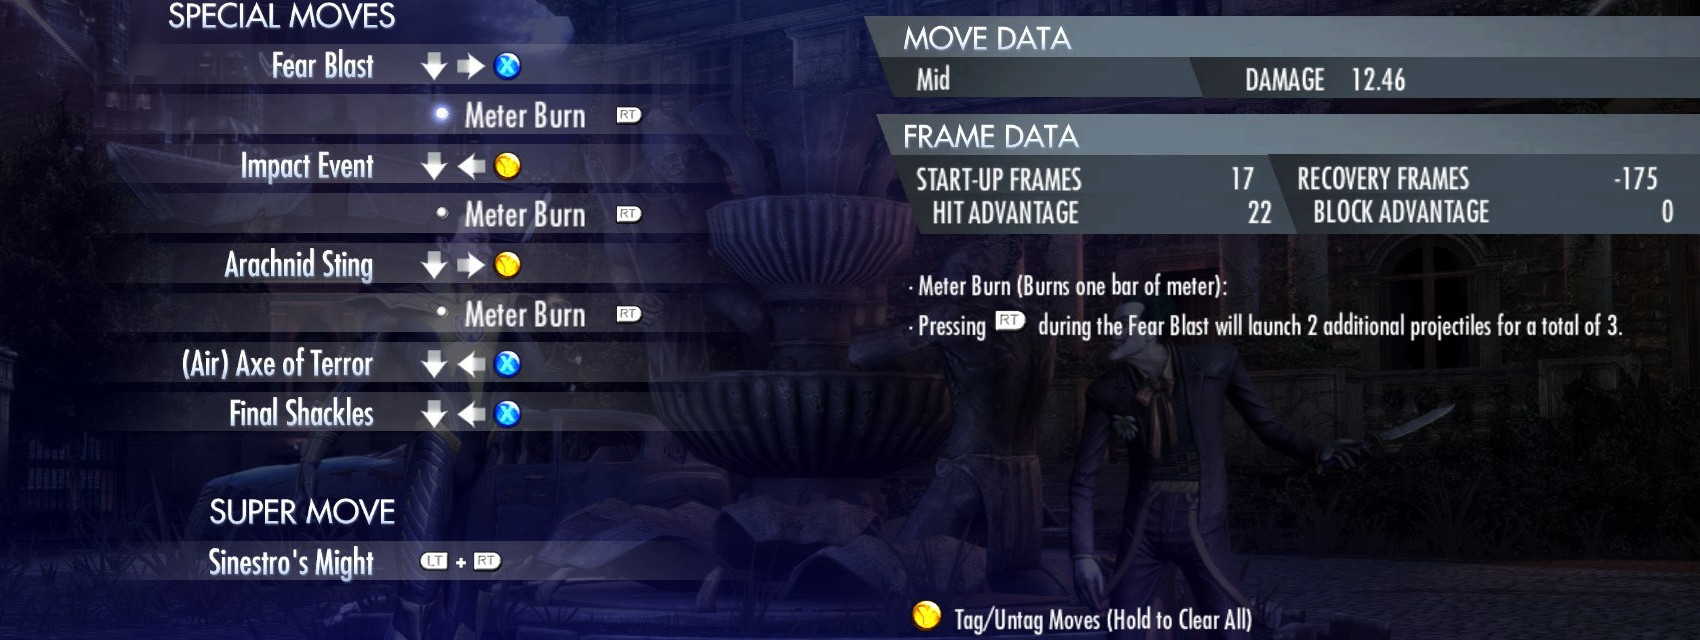 SPECIAL MOVES
Fear Blast X
Meter Burn RT
Impact Event Y
Meter Burn RT
Arachnid Sting Y
Meter Burn RT
(Air) Axe of Terror X
Final Shackles X
SUPER MOVE
Sinestro's Might LT + RT
MOVE DATA
Mid DAMAGE 12.46
FRAME DATA
START-UP FRAMES 17 RECOVERY FRAMES -175
HIT ADVANTAGE 22 BLOCK ADVANTAGE 0
· Meter Burn (Burns one bar of meter):
· Pressing RT during the Fear Blast will launch 2 additional projectiles for a total of 3.
Y Tag/Untag Moves (Hold to Clear All)